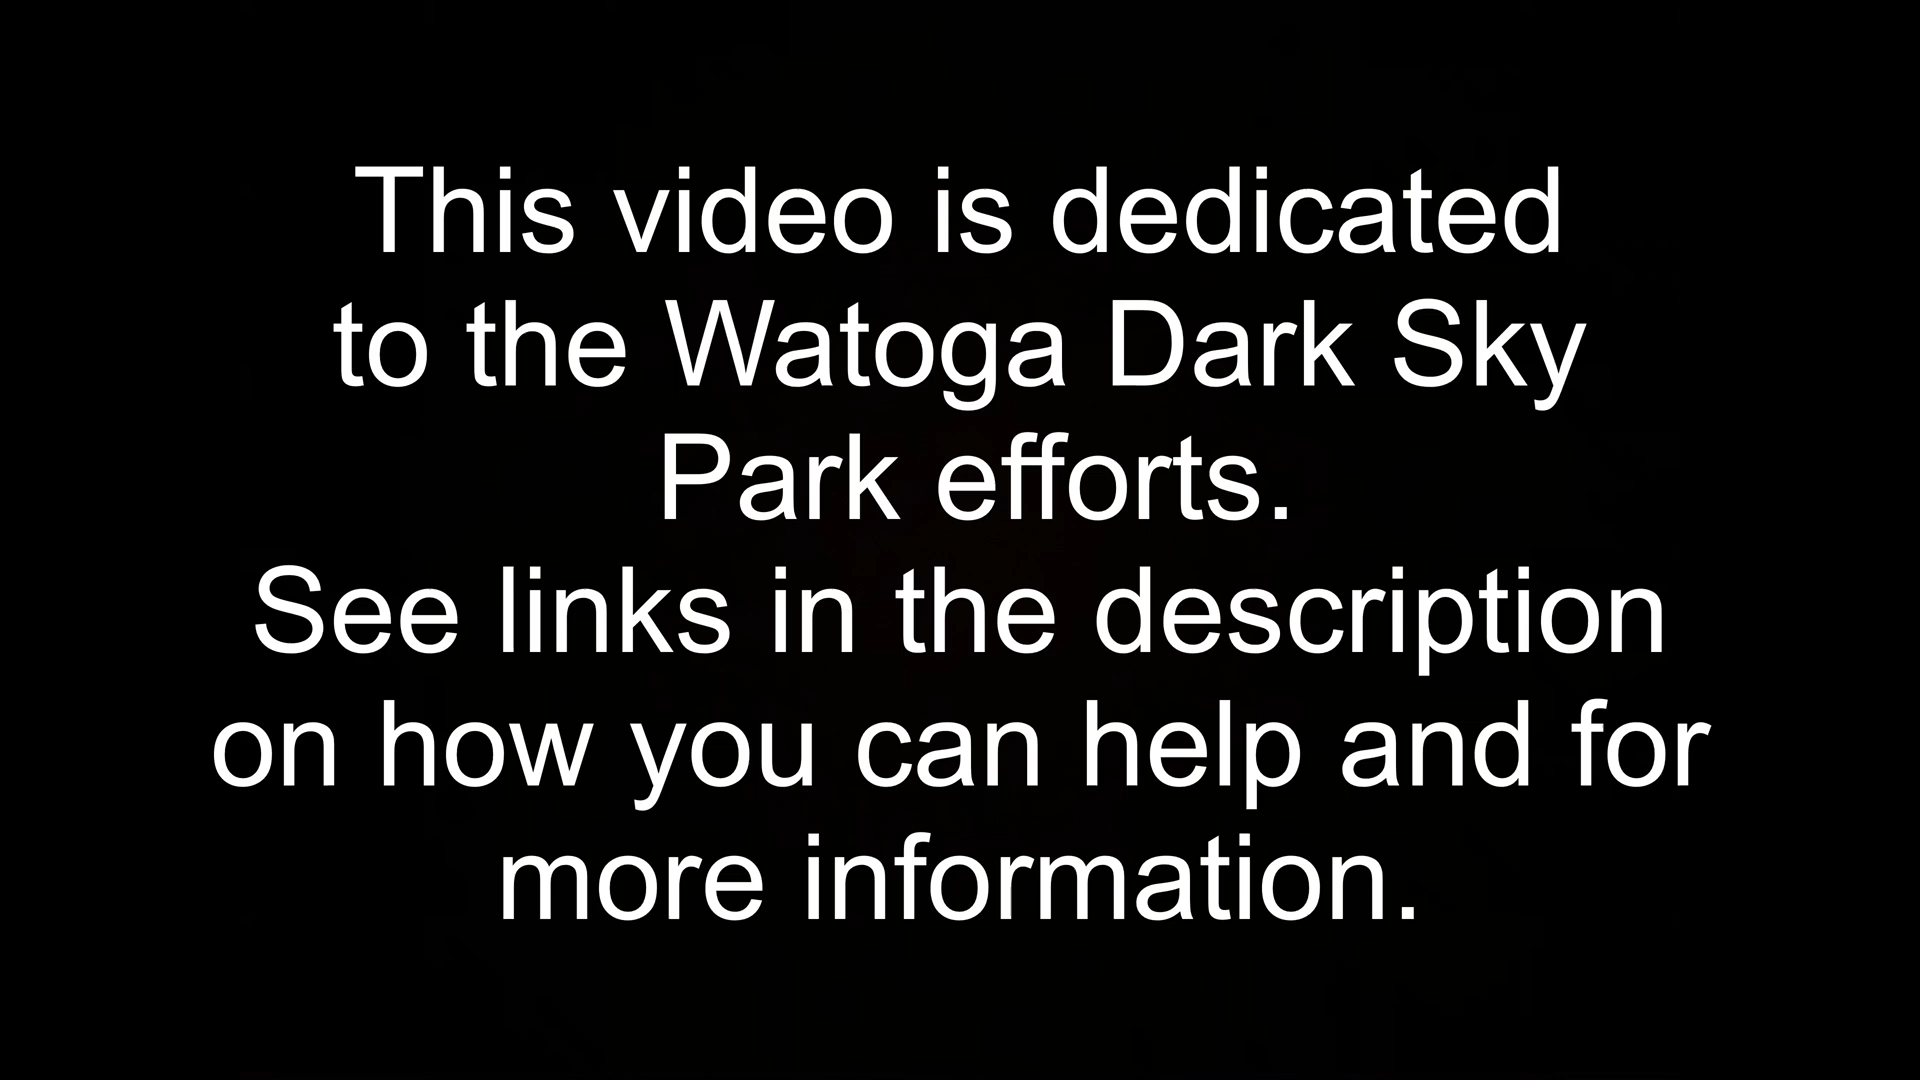 This video is dedicated
to the Watoga Dark Sky
Park efforts.
See links in the description
on how you can help and for
more information.